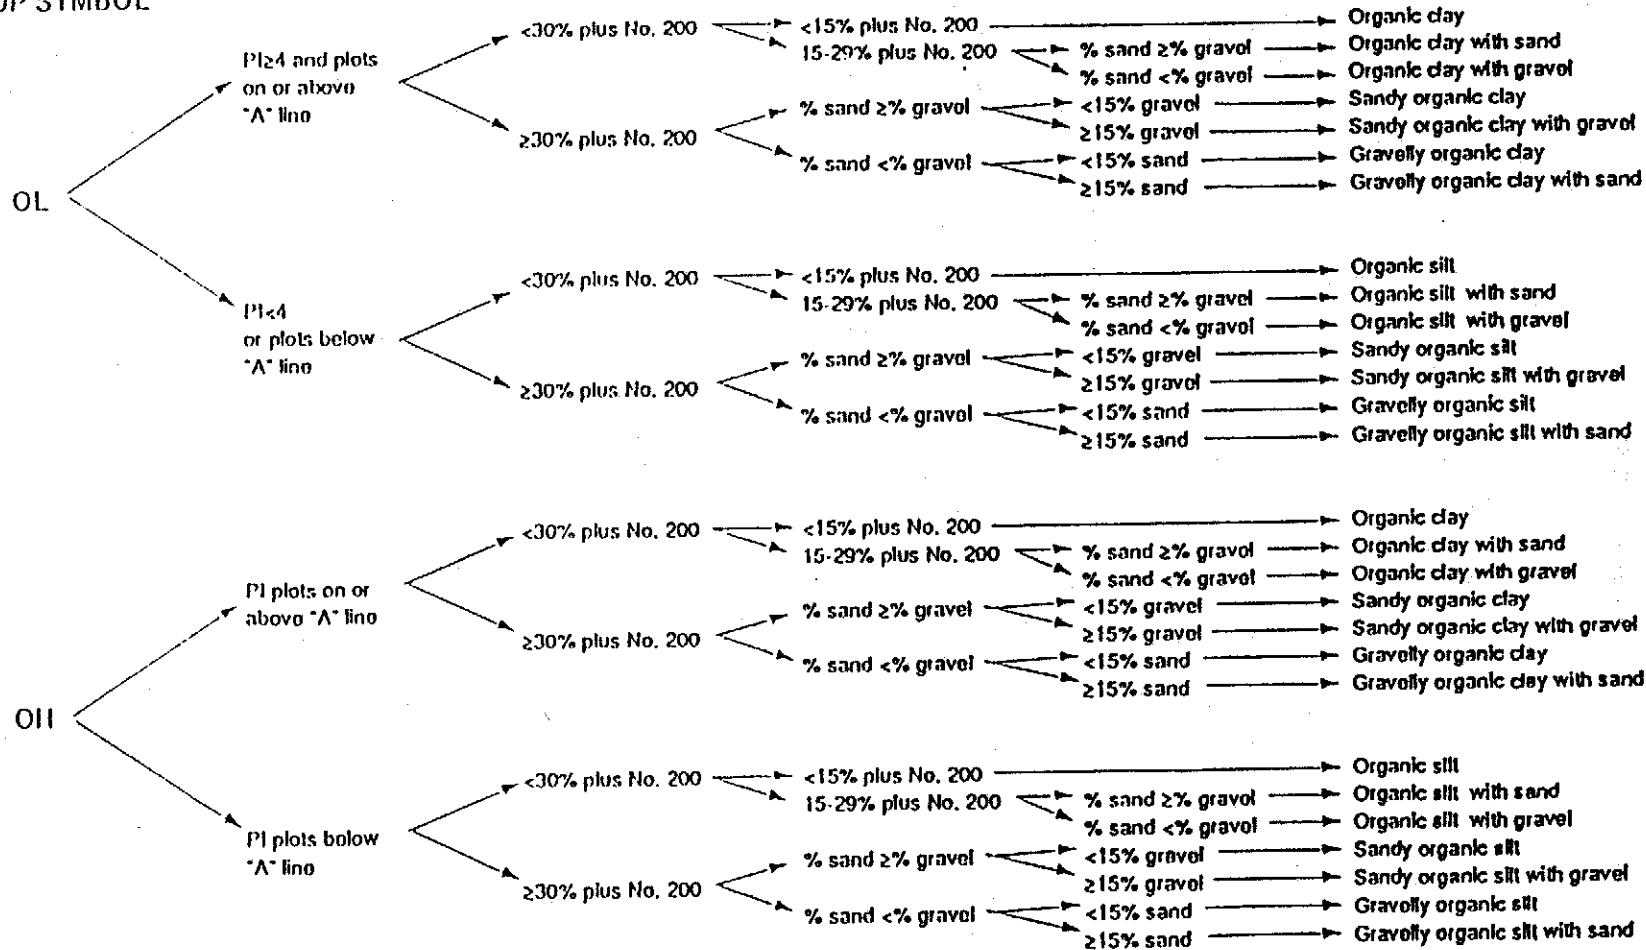 UP SYMBOL
<30% plus No. 200 <15% plus No. 200 Organic clay
15-29% plus No. 200 % sand ≥% gravel Organic clay with sand
PI≥4 and plots
on or above
"A" line
% sand <% gravel Organic clay with gravel
≥30% plus No. 200 % sand ≥% gravel <15% gravel Sandy organic clay
≥15% gravel Sandy organic clay with gravel
% sand <% gravel <15% sand Gravelly organic clay
≥15% sand Gravelly organic clay with sand
OL
<30% plus No. 200 <15% plus No. 200 Organic silt
15-29% plus No. 200 % sand ≥% gravel Organic silt with sand
PI<4
or plots below
"A" line
% sand <% gravel Organic silt with gravel
≥30% plus No. 200 % sand ≥% gravel <15% gravel Sandy organic silt
≥15% gravel Sandy organic silt with gravel
% sand <% gravel <15% sand Gravelly organic silt
≥15% sand Gravelly organic silt with sand
<30% plus No. 200 <15% plus No. 200 Organic clay
15-29% plus No. 200 % sand ≥% gravel Organic clay with sand
% sand <% gravel Organic clay with gravel
PI plots on or
above "A" line
≥30% plus No. 200 % sand ≥% gravel <15% gravel Sandy organic clay
≥15% gravel Sandy organic clay with gravel
% sand <% gravel <15% sand Gravelly organic clay
≥15% sand Gravelly organic clay with sand
OH
<30% plus No. 200 <15% plus No. 200 Organic silt
15-29% plus No. 200 % sand ≥% gravel Organic silt with sand
% sand <% gravel Organic silt with gravel
PI plots below
"A" line
≥30% plus No. 200 % sand ≥% gravel <15% gravel Sandy organic silt
≥15% gravel Sandy organic silt with gravel
% sand <% gravel <15% sand Gravelly organic silt
≥15% sand Gravelly organic silt with sand